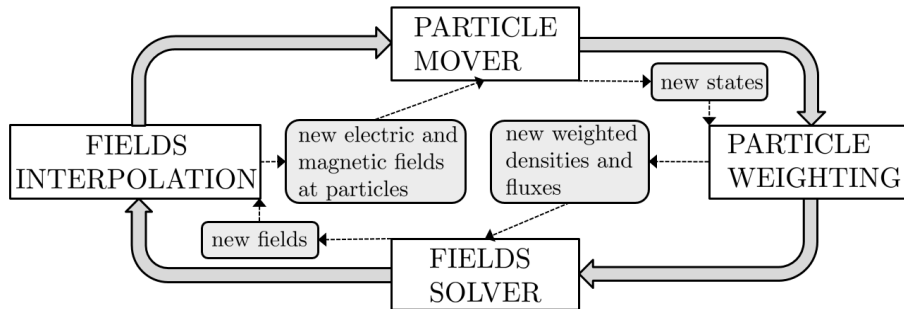 PARTICLE
MOVER
new states
FIELDS
INTERPOLATION
new electric and
magnetic fields
at particles
new weighted
densities and
fluxes
PARTICLE
WEIGHTING
new fields
FIELDS
SOLVER